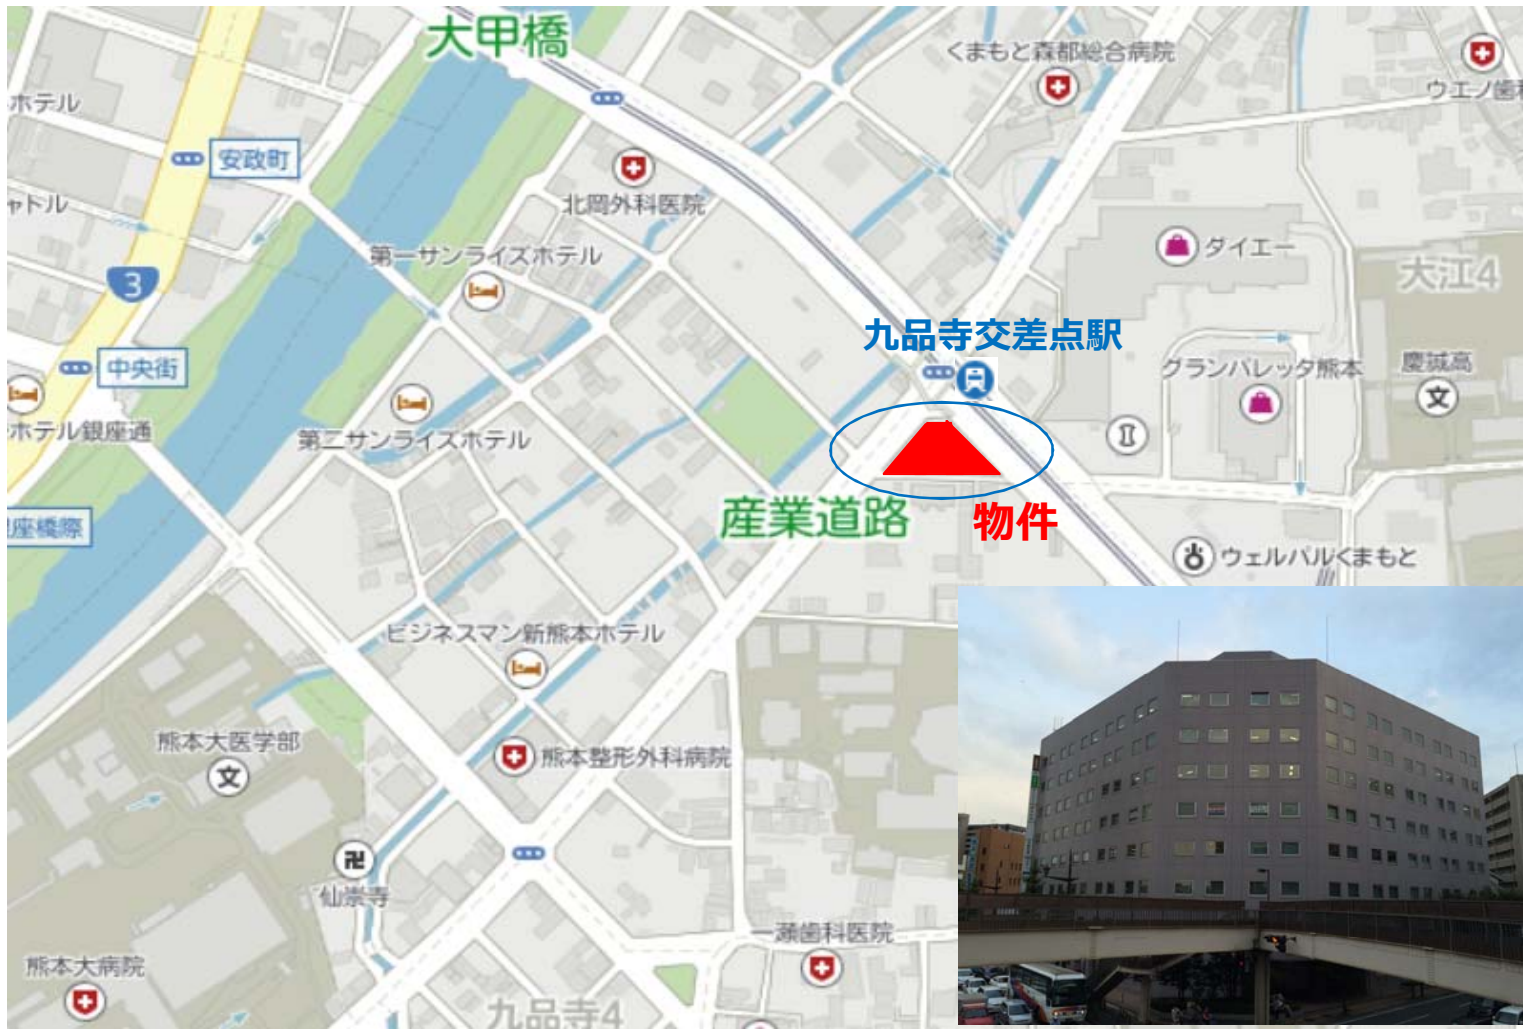 大甲橋
くまもと森都総合病院
ホテル
安政町
北岡外科医院
第一サンライズホテル
ダイエー
大江4
3
九品寺交差点駅
中央街
グランパレッタ熊本
慶誠高
文
ホテル銀座通
第二サンライズホテル
産業道路
物件
座橋際
ウェルパルくまもと
ビジネスマン新熊本ホテル
熊本大医学部
文
熊本整形外科病院
卍
仙崇寺
一瀬歯科医院
熊本大病院
九品寺4